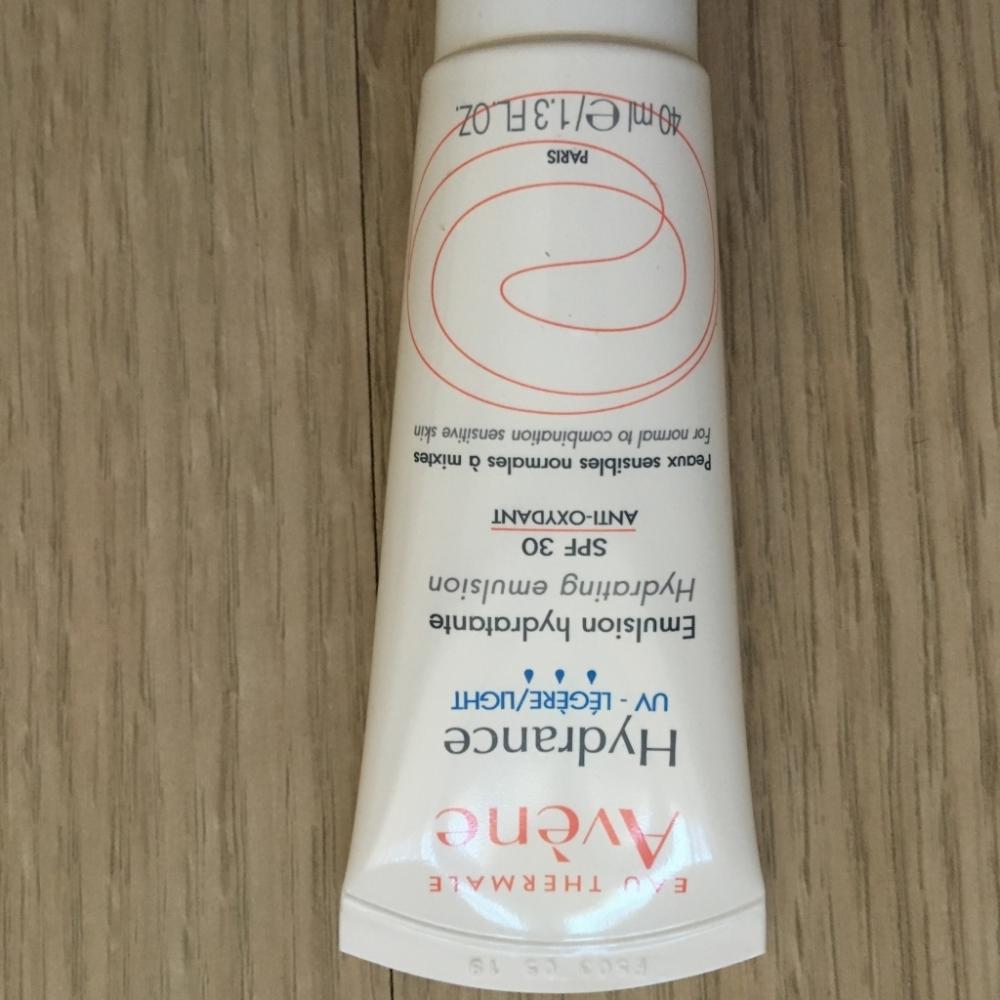 EAU THERMALE
Avène
Hydrance
UV - LÉGÈRE/LIGHT
Emulsion hydratante
Hydrating emulsion
SPF 30
ANTI-OXYDANT
Peaux sensibles normales à mixtes
For normal to combination sensitive skin
PARIS
40 ml e/1.3 FL.OZ.